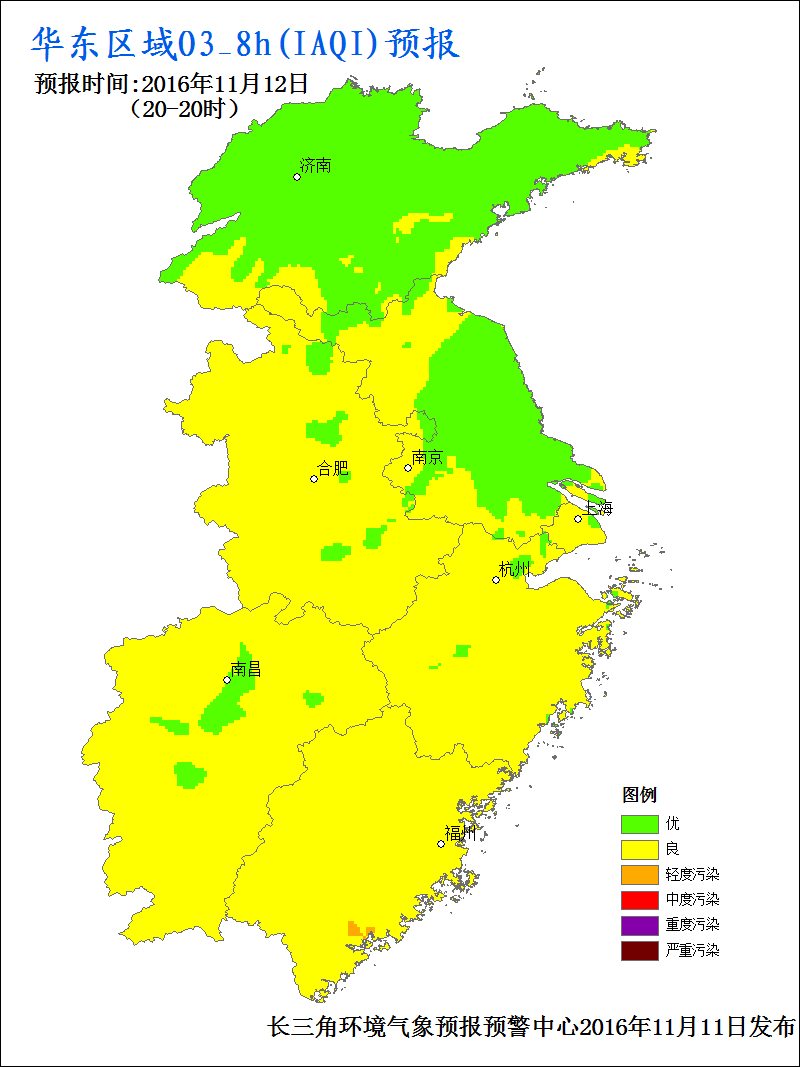 华东区域O3_8h(IAQI)预报
预报时间:2016年11月12日
（20-20时）
济南
南京
合肥
上海
杭州
南昌
福州
图例
优
良
轻度污染
中度污染
重度污染
严重污染
长三角环境气象预报预警中心2016年11月11日发布